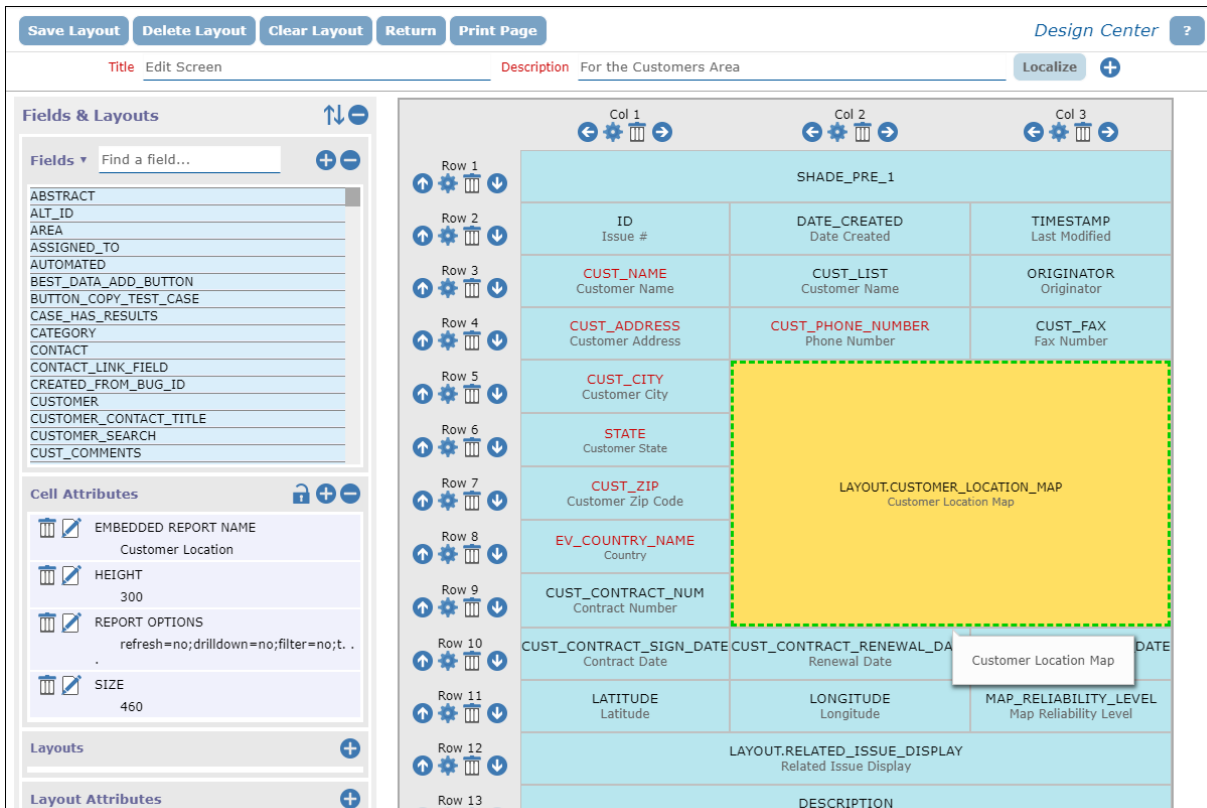 Save Layout Delete Layout Clear Layout Return Print Page Design Center ?
Title Edit Screen Description For the Customers Area Localize
Fields & Layouts
Fields ▾ Find a field...
ABSTRACT
ALT_ID
AREA
ASSIGNED_TO
AUTOMATED
BEST_DATA_ADD_BUTTON
BUTTON_COPY_TEST_CASE
CASE_HAS_RESULTS
CATEGORY
CONTACT
CONTACT_LINK_FIELD
CREATED_FROM_BUG_ID
CUSTOMER
CUSTOMER_CONTACT_TITLE
CUSTOMER_SEARCH
CUST_COMMENTS
Cell Attributes
EMBEDDED REPORT NAME
Customer Location
HEIGHT
300
REPORT OPTIONS
refresh=no;drilldown=no;filter=no;t. .
.
SIZE
460
Layouts
Layout Attributes
Col 1 Col 2 Col 3
Row 1
SHADE_PRE_1
Row 2
ID DATE_CREATED TIMESTAMP
Issue # Date Created Last Modified
Row 3
CUST_NAME CUST_LIST ORIGINATOR
Customer Name Customer Name Originator
Row 4
CUST_ADDRESS CUST_PHONE_NUMBER CUST_FAX
Customer Address Phone Number Fax Number
Row 5
CUST_CITY
Customer City
Row 6
STATE
Customer State
Row 7
CUST_ZIP LAYOUT.CUSTOMER_LOCATION_MAP
Customer Zip Code Customer Location Map
Row 8
EV_COUNTRY_NAME
Country
Row 9
CUST_CONTRACT_NUM
Contract Number
Row 10
CUST_CONTRACT_SIGN_DATE CUST_CONTRACT_RENEWAL_DA DATE
Contract Date Renewal Date
Customer Location Map
Row 11
LATITUDE LONGITUDE MAP_RELIABILITY_LEVEL
Latitude Longitude Map Reliability Level
Row 12
LAYOUT.RELATED_ISSUE_DISPLAY
Related Issue Display
Row 13
DESCRIPTION